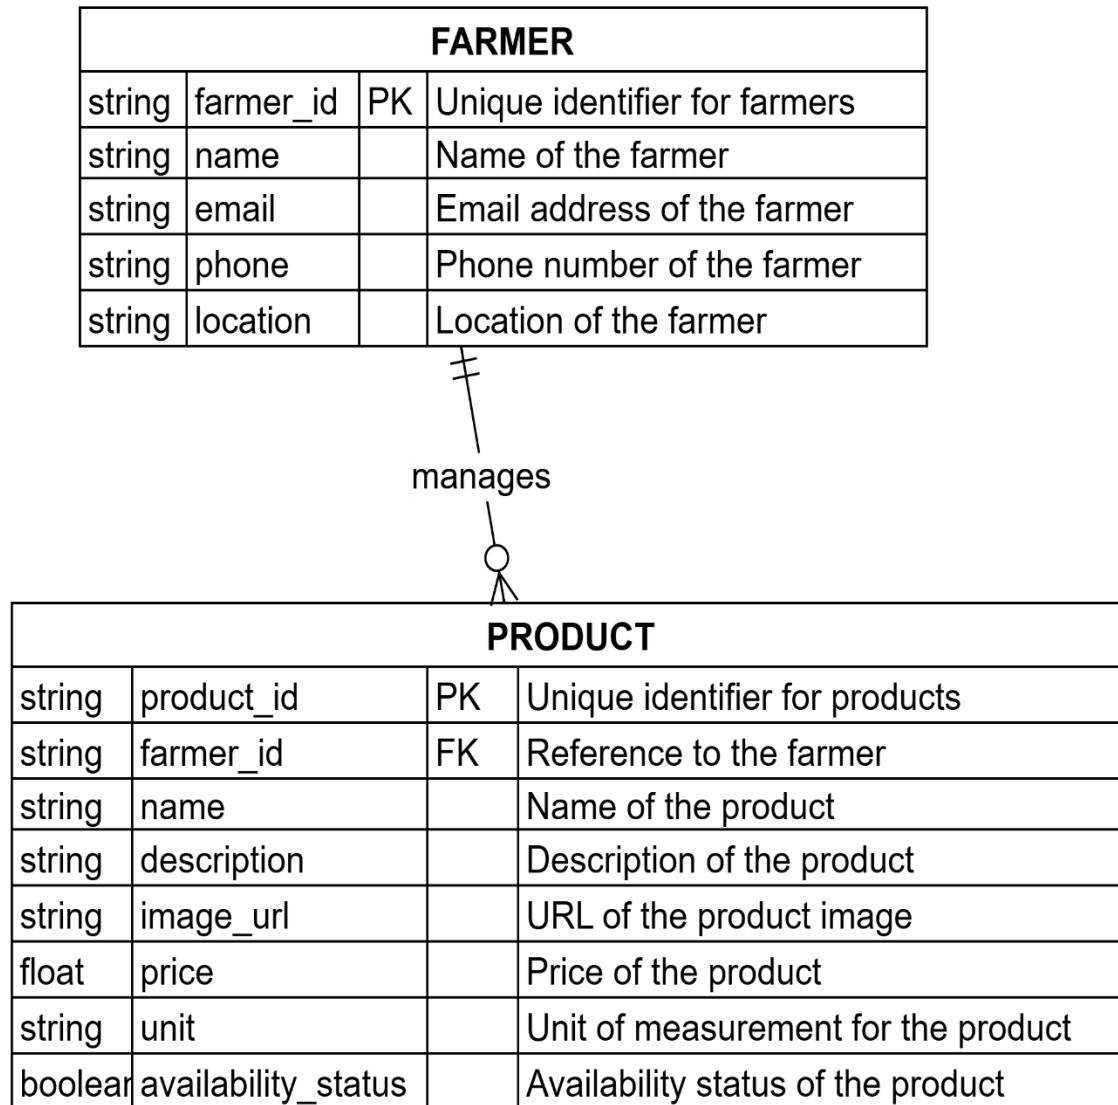 FARMER
string farmer_id PK Unique identifier for farmers
string name Name of the farmer
string email Email address of the farmer
string phone Phone number of the farmer
string location Location of the farmer
manages
PRODUCT
string product_id PK Unique identifier for products
string farmer_id FK Reference to the farmer
string name Name of the product
string description Description of the product
string image_url URL of the product image
float price Price of the product
string unit Unit of measurement for the product
boolean availability_status Availability status of the product